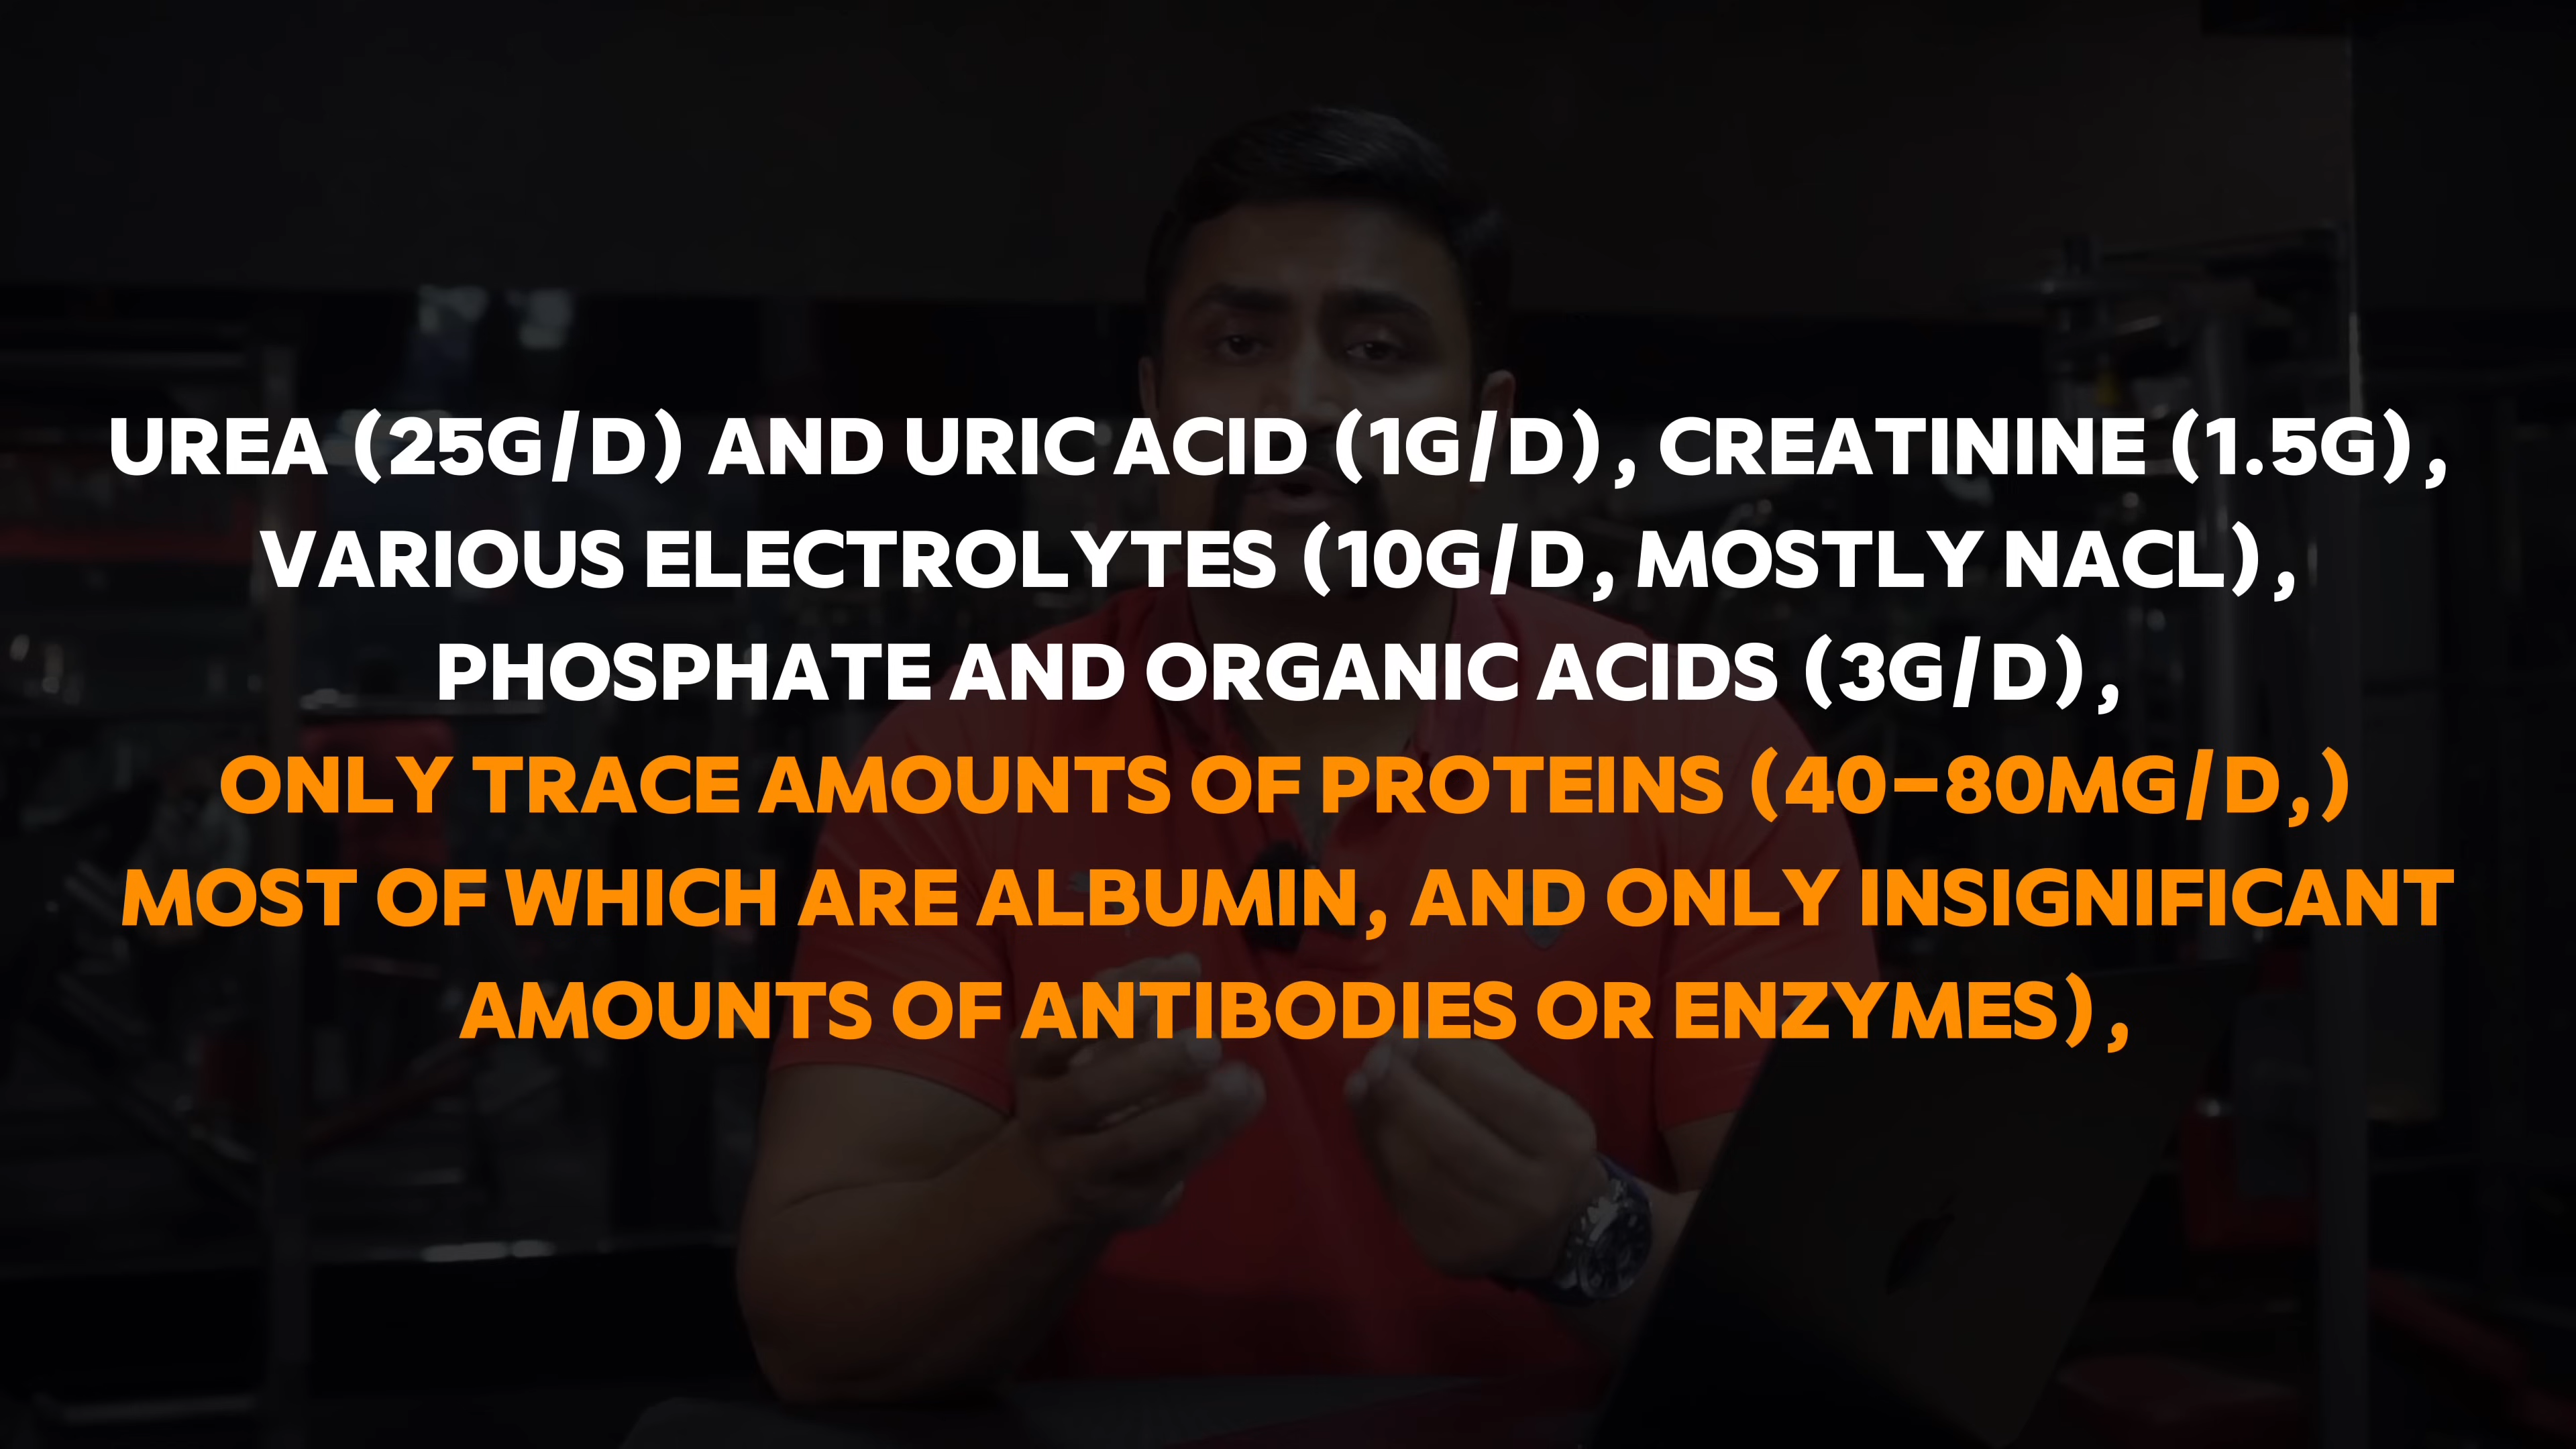 UREA (25G/D) AND URIC ACID (1G/D), CREATININE (1.5G),
VARIOUS ELECTROLYTES (10G/D, MOSTLY NACL),
PHOSPHATE AND ORGANIC ACIDS (3G/D),
ONLY TRACE AMOUNTS OF PROTEINS (40–80MG/D,)
MOST OF WHICH ARE ALBUMIN, AND ONLY INSIGNIFICANT
AMOUNTS OF ANTIBODIES OR ENZYMES),